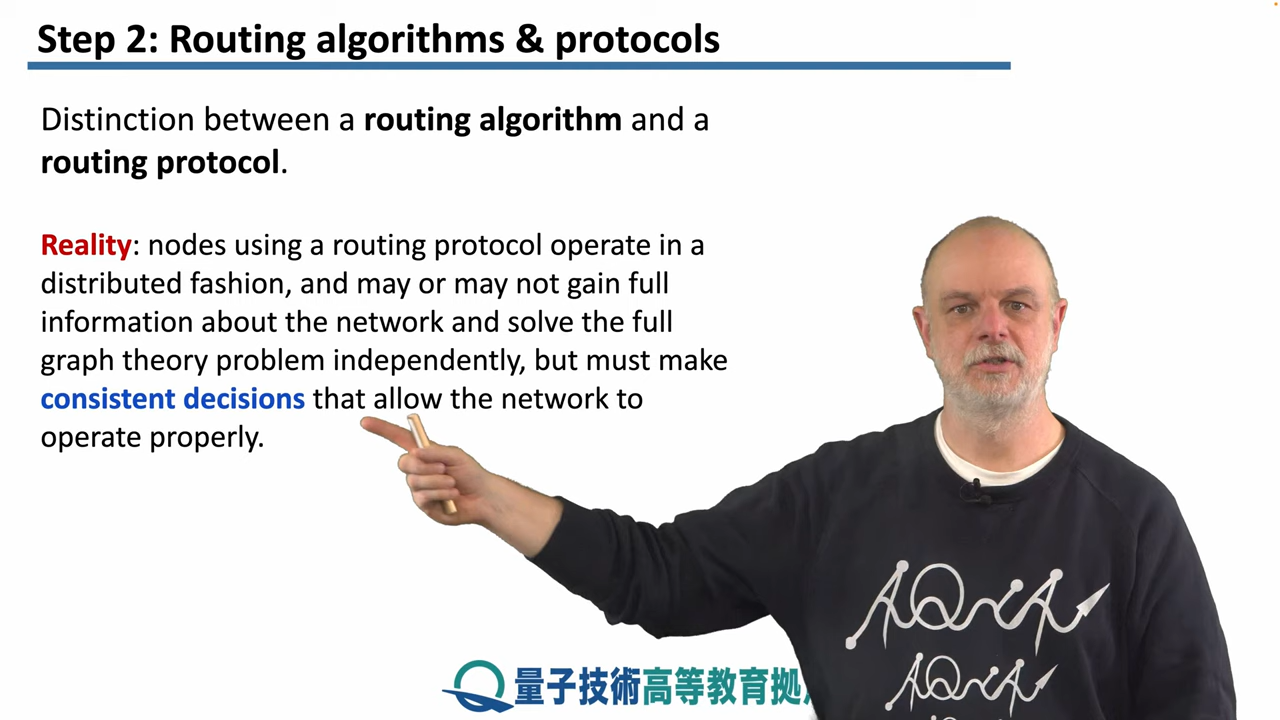 Step 2: Routing algorithms & protocols
Distinction between a routing algorithm and a
routing protocol.
Reality: nodes using a routing protocol operate in a
distributed fashion, and may or may not gain full
information about the network and solve the full
graph theory problem independently, but must make
consistent decisions that allow the network to
operate properly.
AQUA
AQUA
量子技術高等教育拠